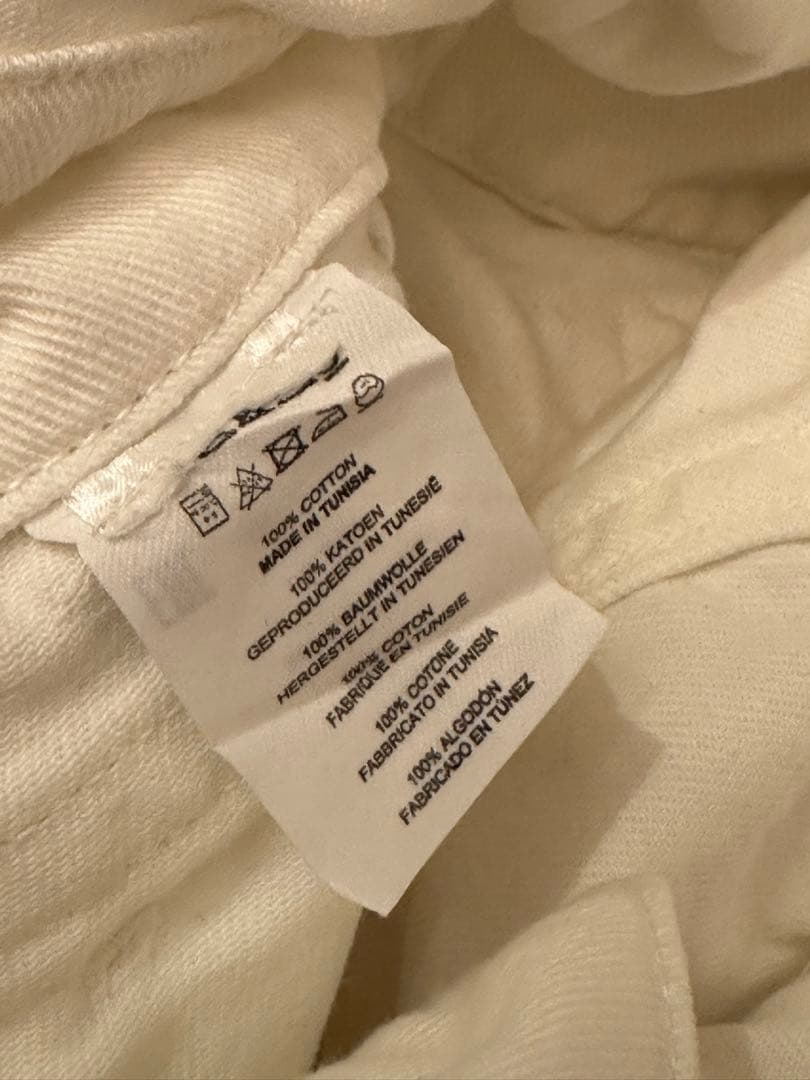 100% COTTON
MADE IN TUNISIA
100% KATOEN
GEPRODUCEERD IN TUNESIË
100% BAUMWOLLE
HERGESTELLT IN TUNESIEN
100% COTON
FABRIQUÉ EN TUNISIE
100% COTONE
FABBRICATO IN TUNISIA
100% ALGODÓN
FABRICADO EN TÚNEZ